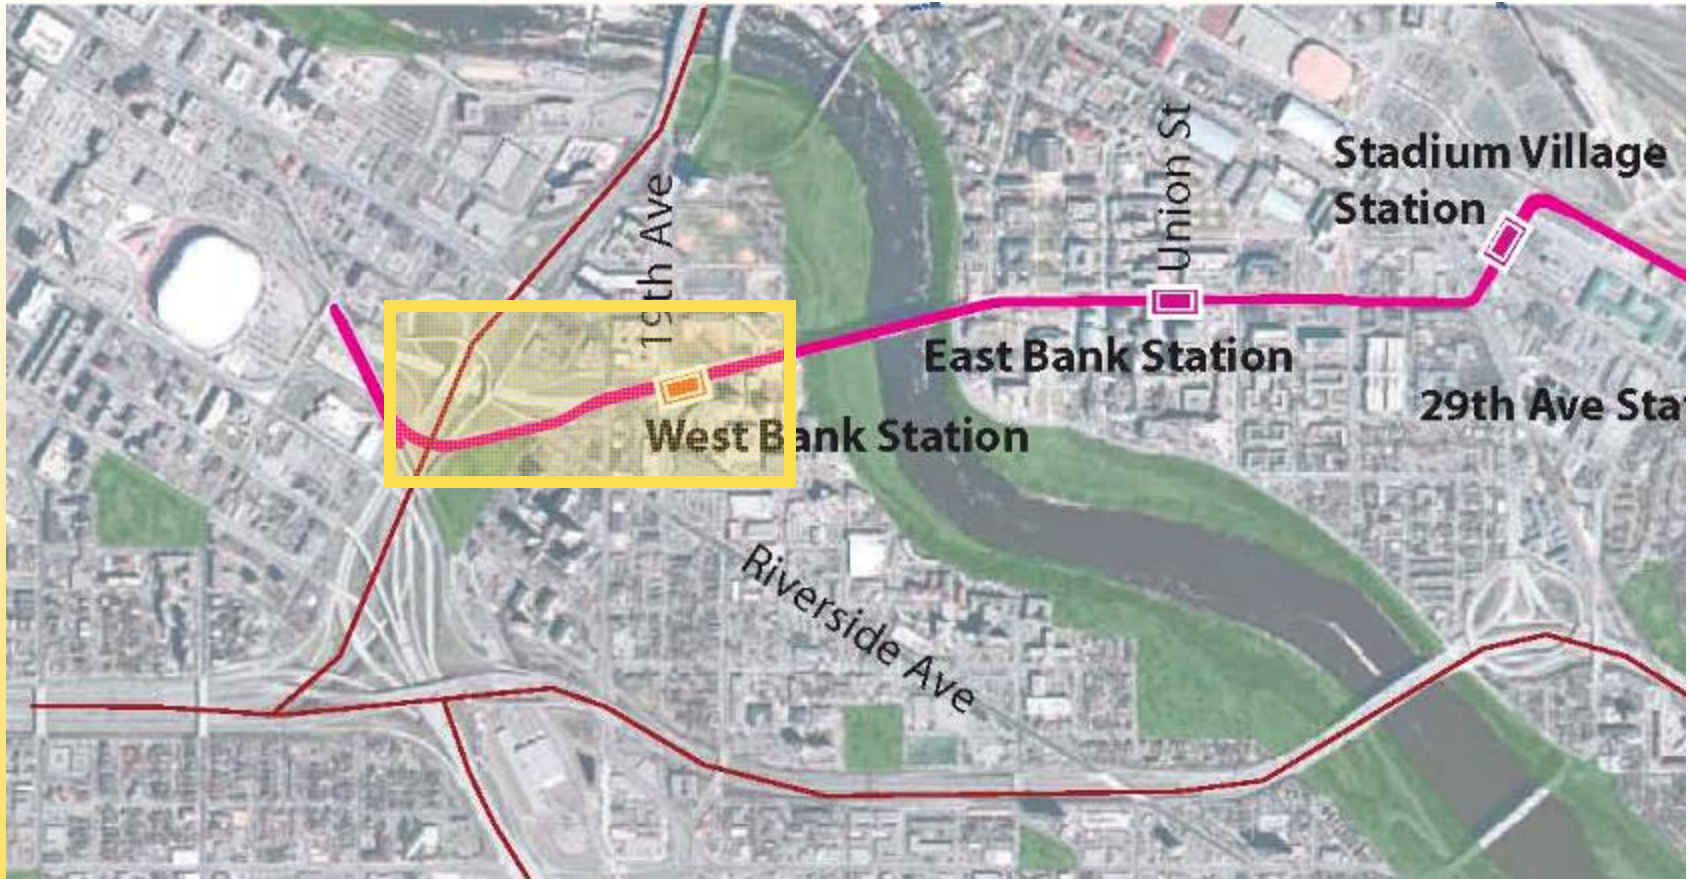 19th Ave
Union St
Stadium Village
Station
East Bank Station
29th Ave Sta
West Bank Station
Riverside Ave